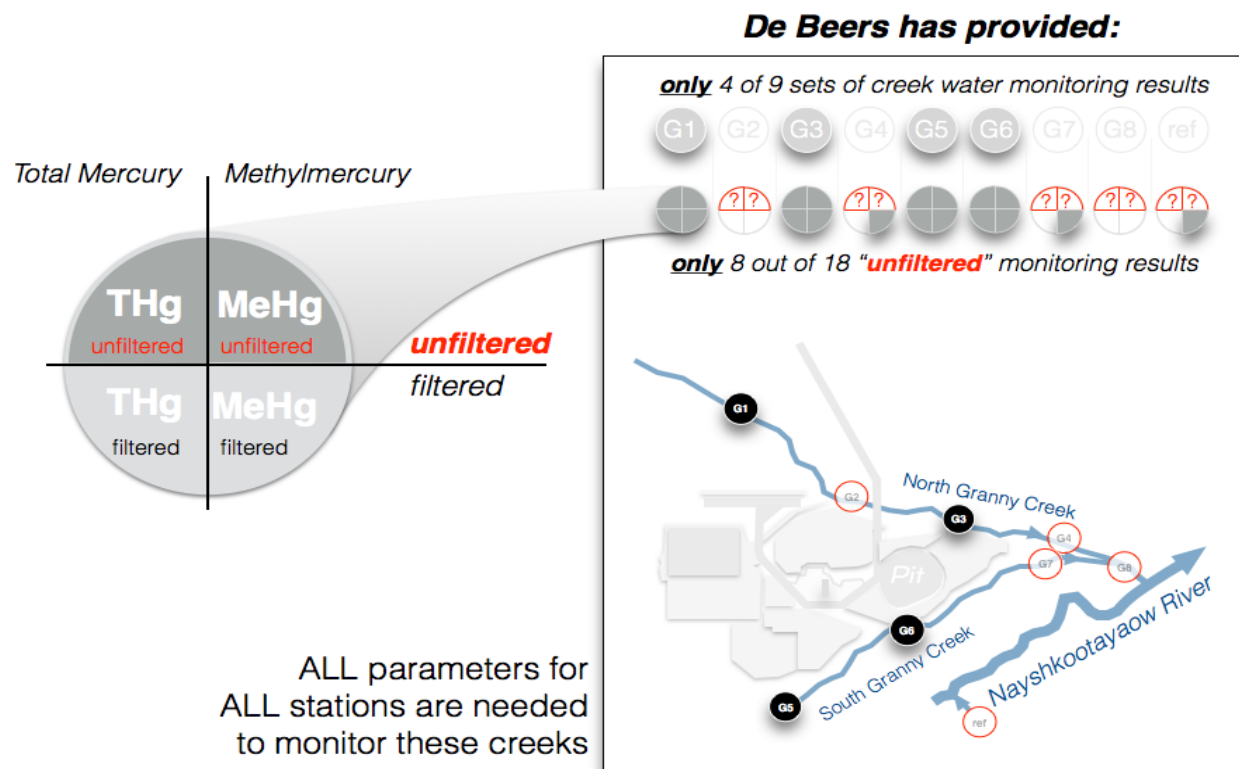 De Beers has provided:
only 4 of 9 sets of creek water monitoring results
G1 G2 G3 G4 G5 G6 G7 G8 ref
?? ?? ?? ?? ??
only 8 out of 18 “unfiltered” monitoring results
Total Mercury Methylmercury
THg MeHg
unfiltered unfiltered
unfiltered
filtered
THg MeHg
filtered filtered
G1
G2
North Granny Creek
G3
G4
G7
G8
Pit
G6
South Granny Creek
G5
Nayshkootayaow River
ref
ALL parameters for
ALL stations are needed
to monitor these creeks